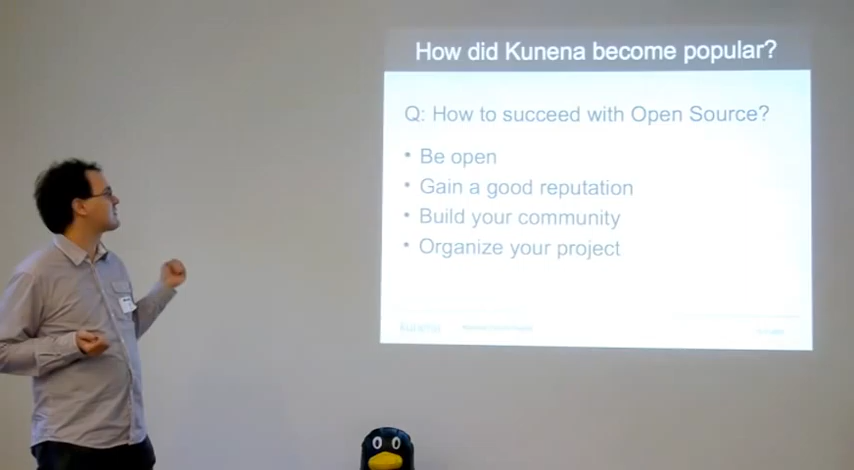 How did Kunena become popular?
Q: How to succeed with Open Source?
• Be open
• Gain a good reputation
• Build your community
• Organize your project
Kunena